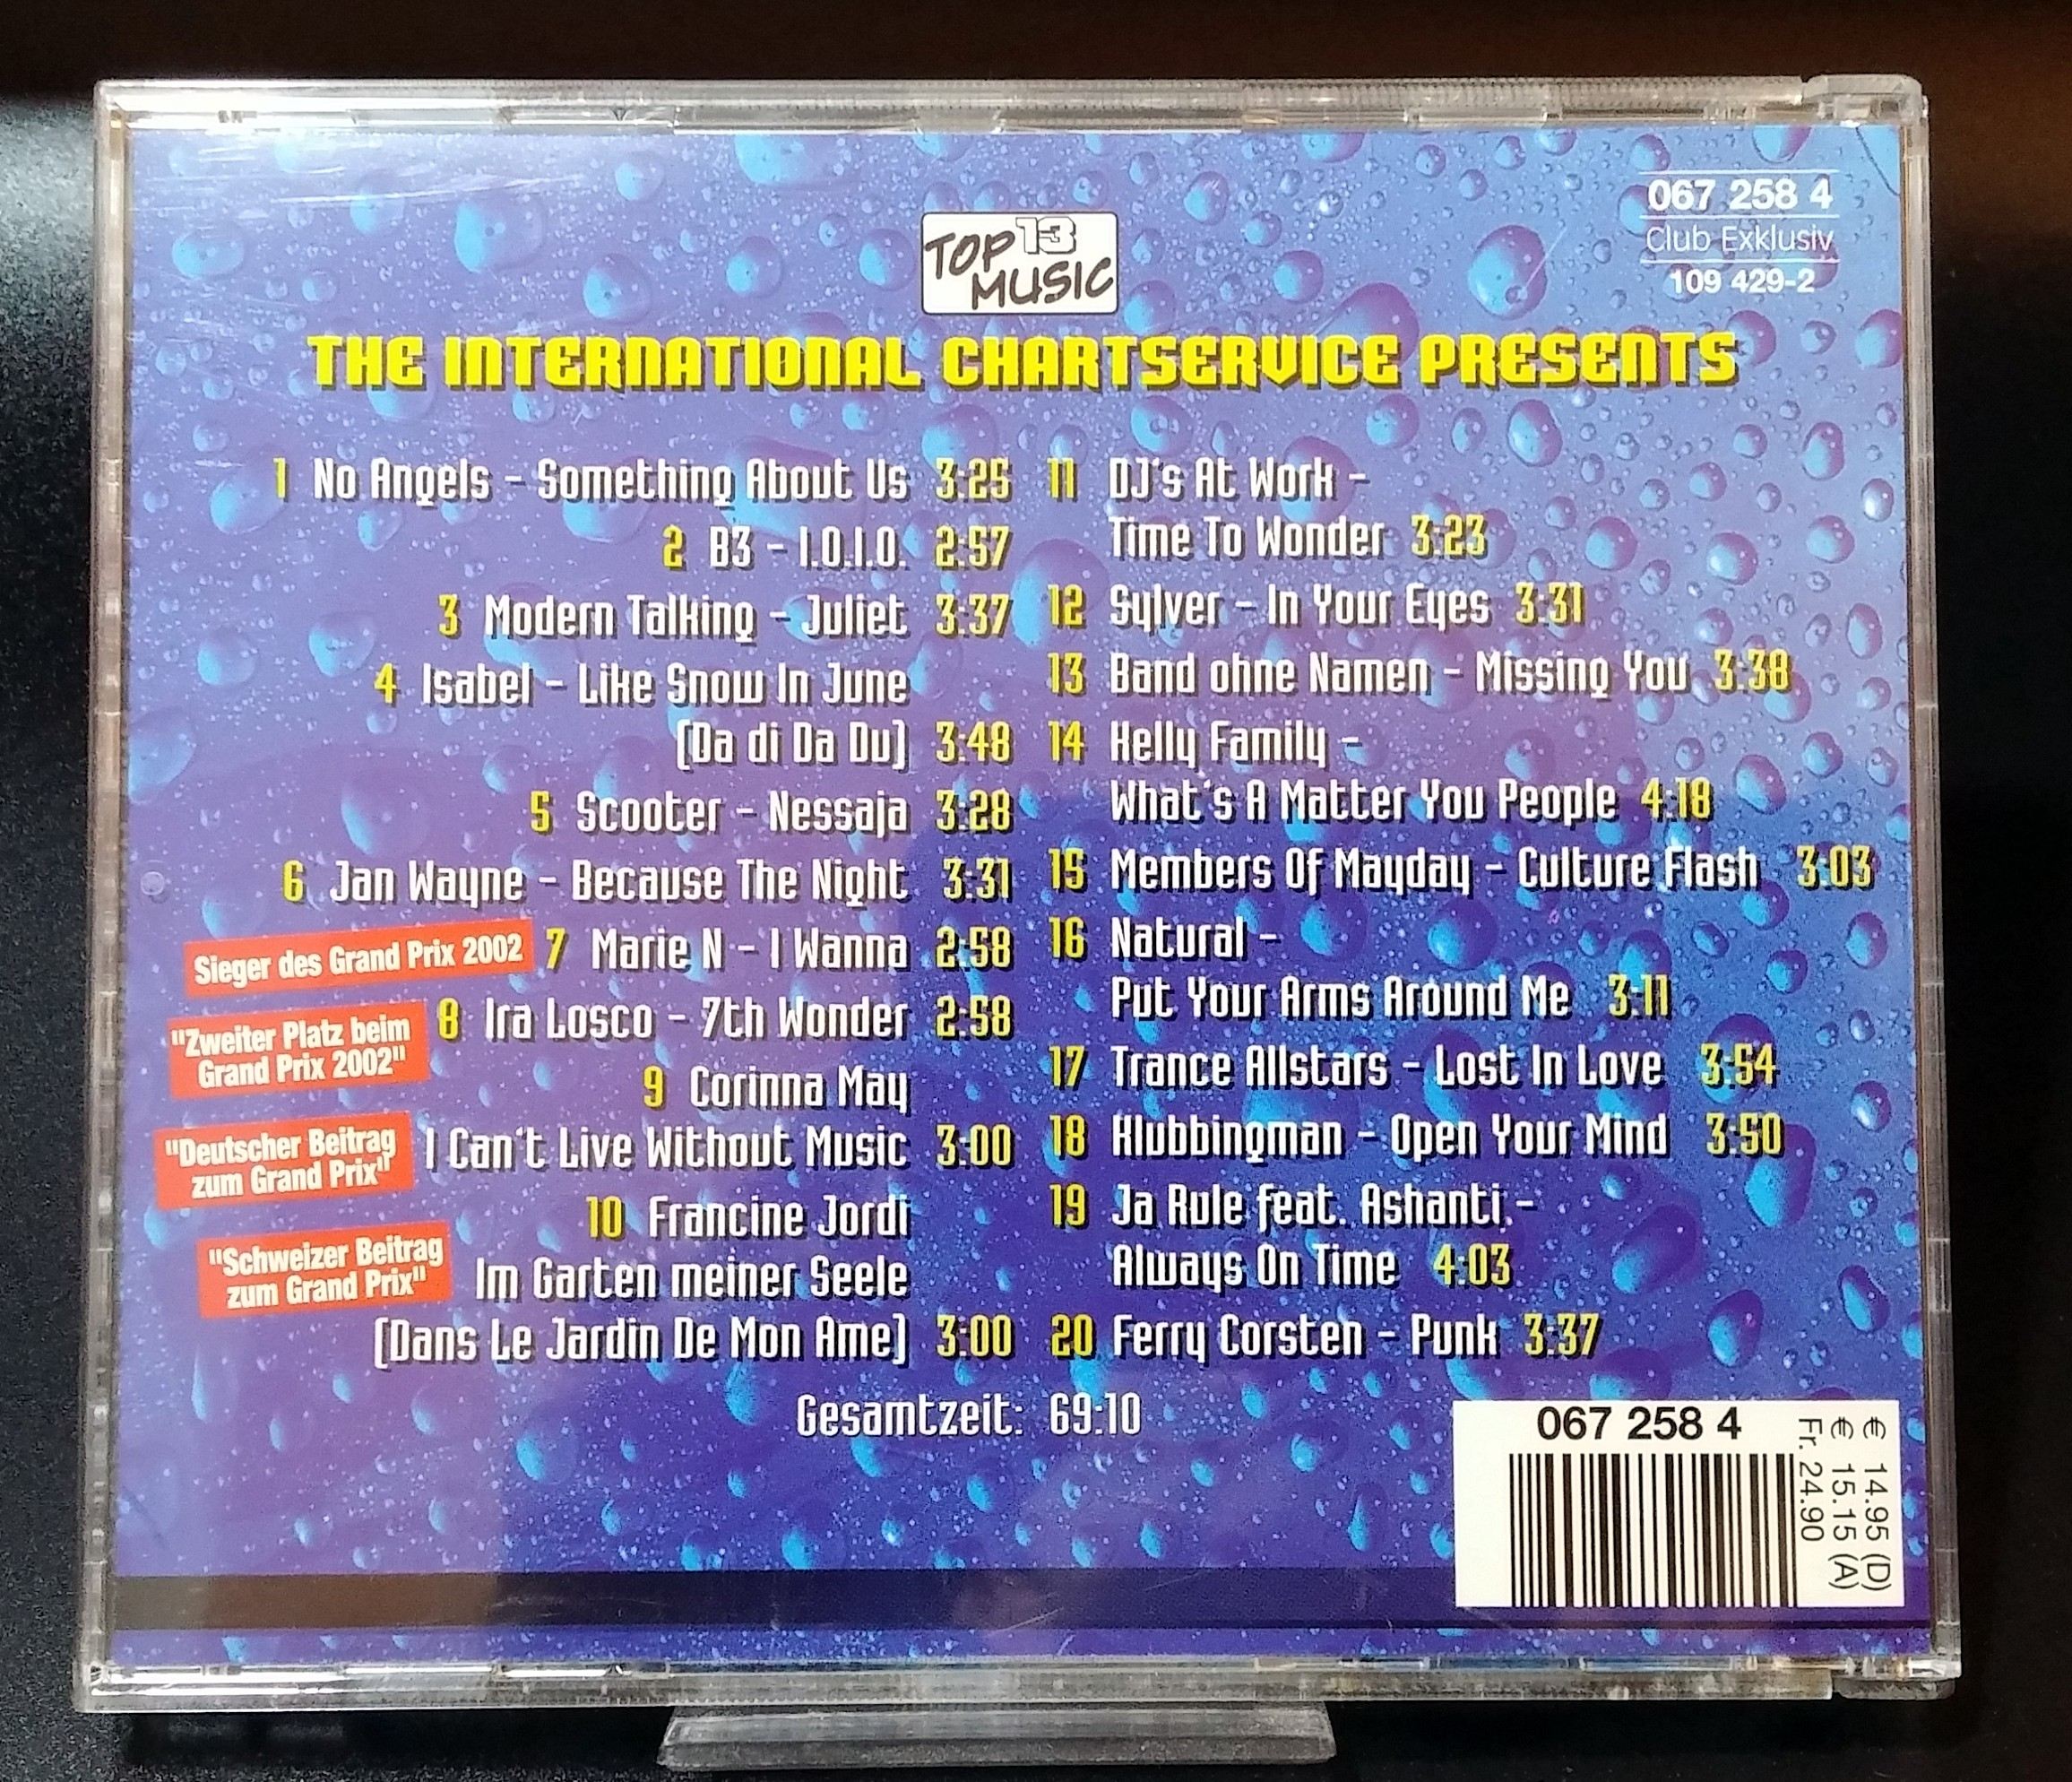 TOP 13
MUSIC
067 258 4
Club Exklusiv
109 429-2
THE INTERNATIONAL CHARTSERVICE PRESENTS
1 No Angels - Something About Us 3:25
2 B3 - I.O.I.O. 2:57
3 Modern Talking - Juliet 3:37
4 Isabel - Like Snow In June
(Da di Da Du) 3:48
5 Scooter - Nessaja 3:28
6 Jan Wayne - Because The Night 3:31
Sieger des Grand Prix 2002
7 Marie N - I Wanna 2:58
"Zweiter Platz beim
Grand Prix 2002"
8 Ira Losco - 7th Wonder 2:58
9 Corinna May
"Deutscher Beitrag
zum Grand Prix"
I Can't Live Without Music 3:00
10 Francine Jordi
"Schweizer Beitrag
zum Grand Prix"
Im Garten meiner Seele
(Dans Le Jardin De Mon Ame) 3:00
11 DJ's At Work -
Time To Wonder 3:23
12 Sylver - In Your Eyes 3:31
13 Band ohne Namen - Missing You 3:38
14 Kelly Family -
What's A Matter You People 4:18
15 Members Of Mayday - Culture Flash 3:03
16 Natural -
Put Your Arms Around Me 3:11
17 Trance Allstars - Lost In Love 3:54
18 Klubbingman - Open Your Mind 3:50
19 Ja Rule feat. Ashanti -
Always On Time 4:03
20 Ferry Corsten - Punk 3:37
Gesamtzeit: 69:10
067 258 4
€ 14.95 (D)
€ 15.15 (A)
Fr. 24.90